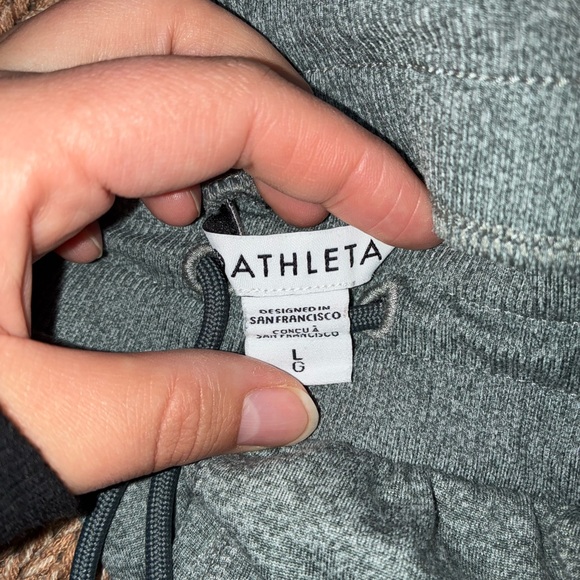 ATHLETA
DESIGNED IN
SAN FRANCISCO
CONÇU À
SAN FRANCISCO
L
G